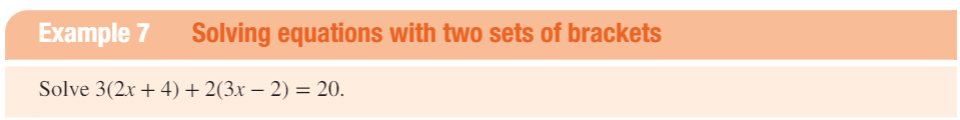 Example 7 Solving equations with two sets of brackets
Solve 3(2x + 4) + 2(3x − 2) = 20.